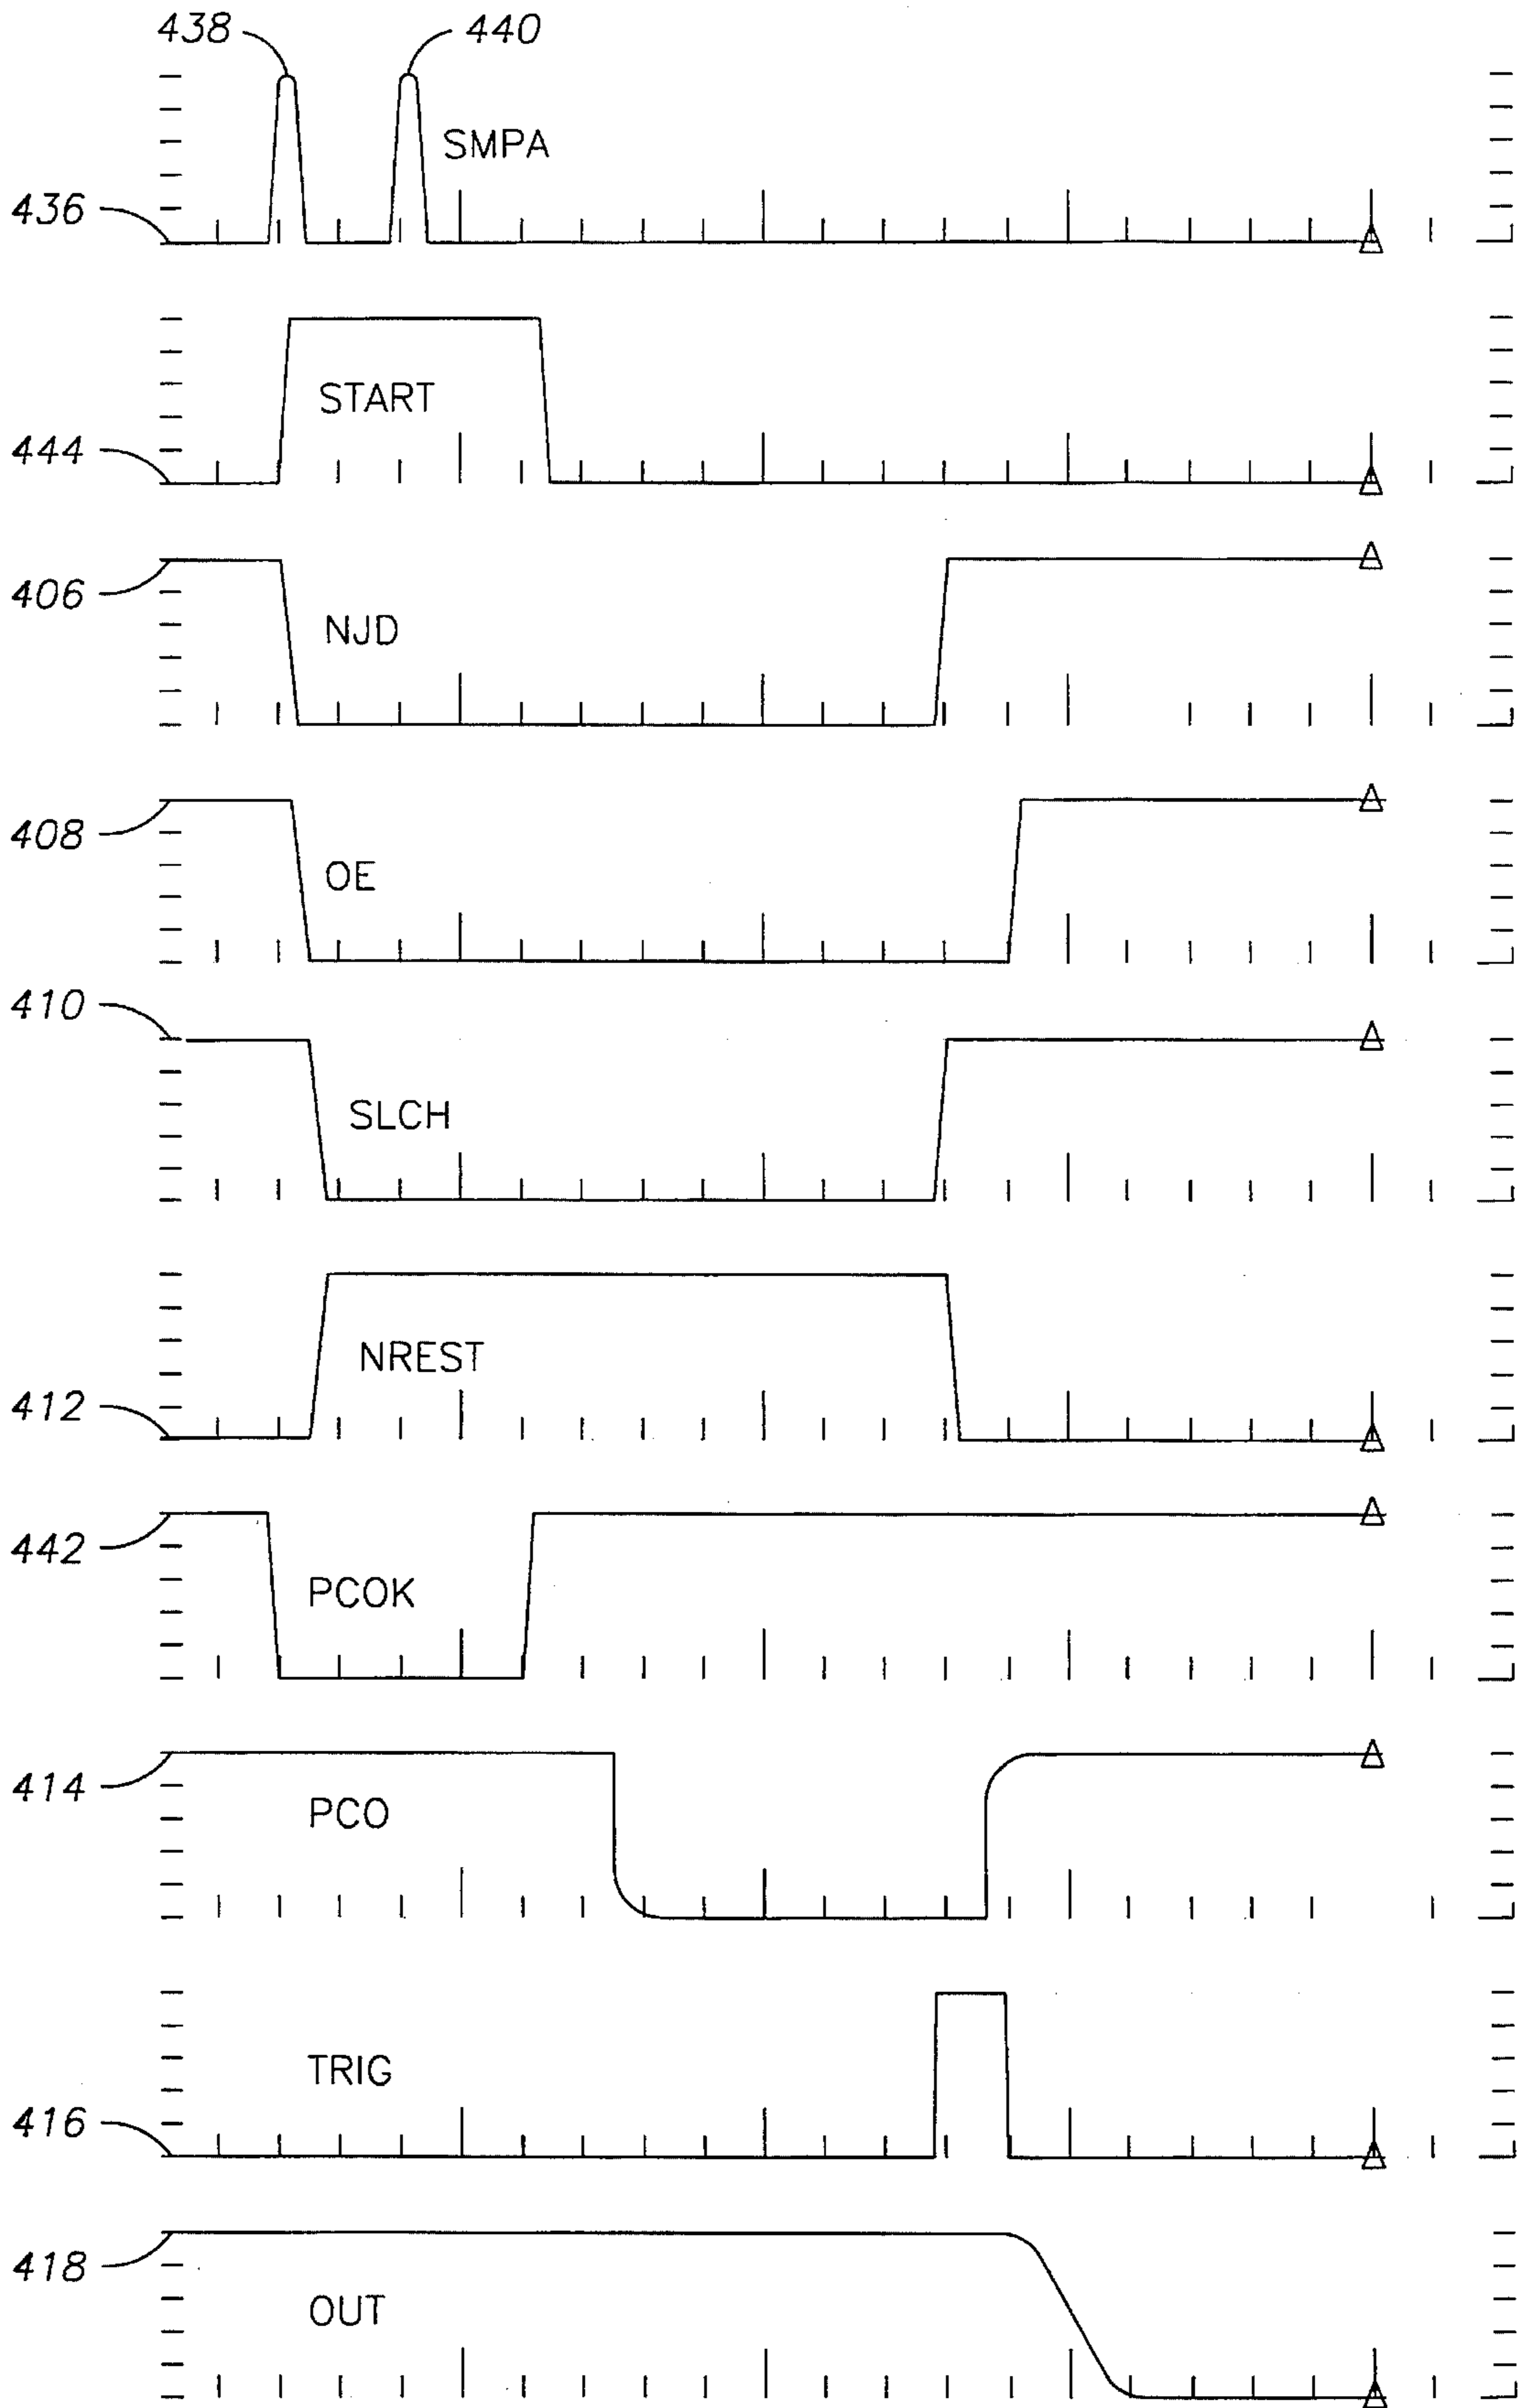 438 440
SMPA
436
START
444
406
NJD
408
OE
410
SLCH
NREST
412
442
PCOK
414
PCO
TRIG
416
418
OUT